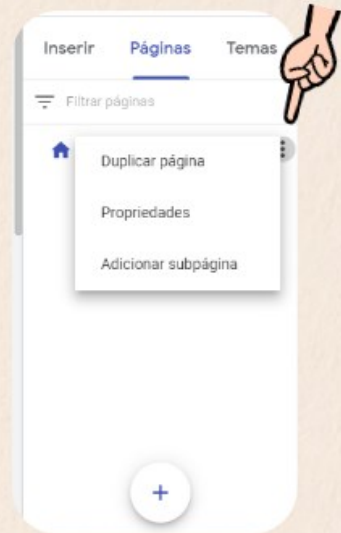 Inserir Páginas Temas
Filtrar páginas
Duplicar página
Propriedades
Adicionar subpágina
+